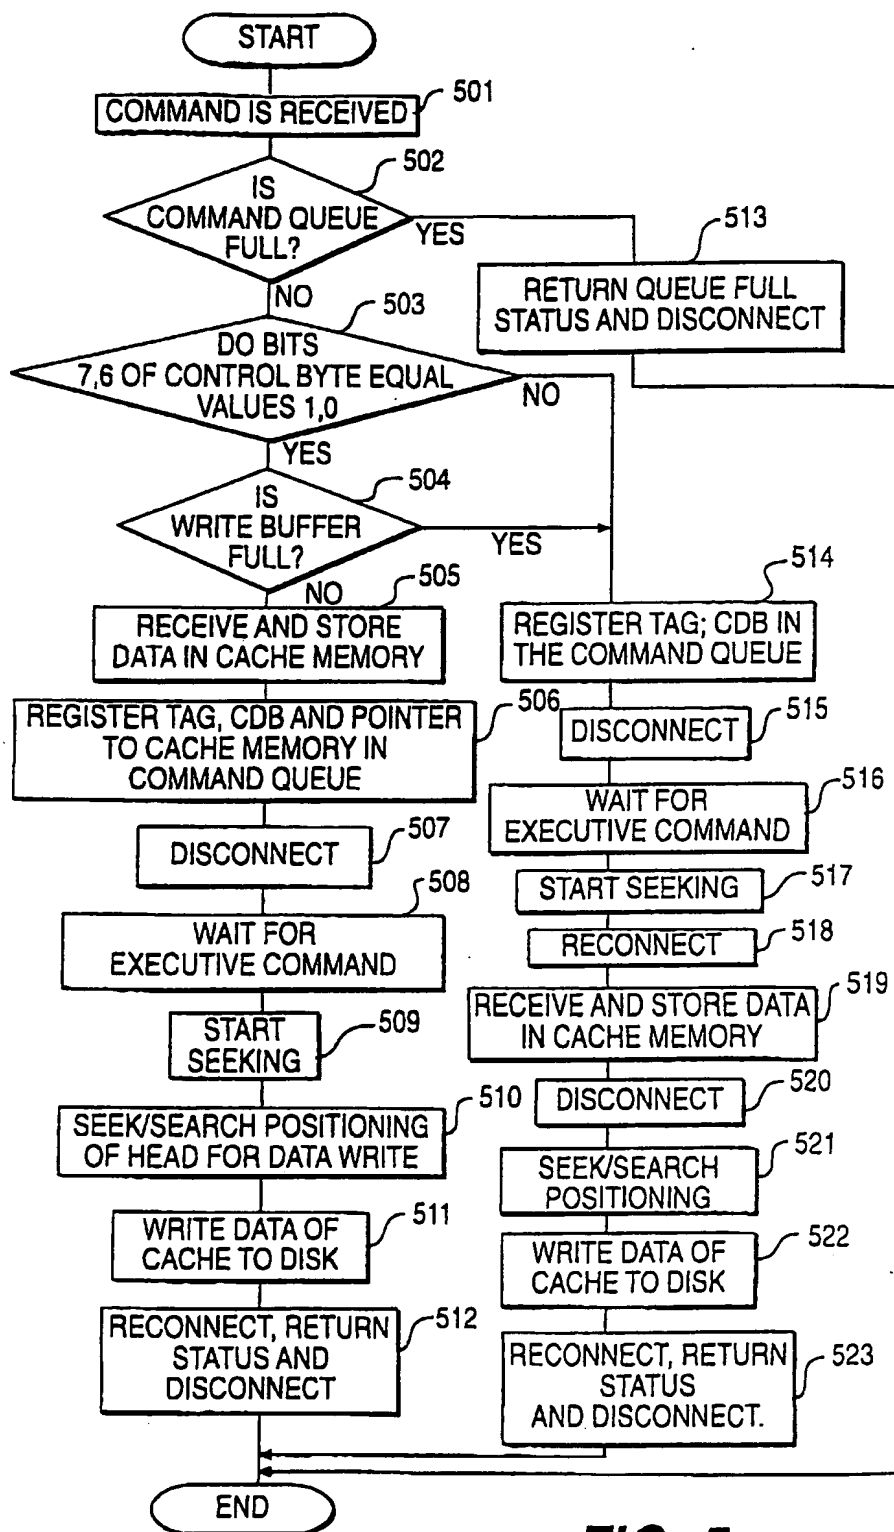 START
COMMAND IS RECEIVED
501
IS
COMMAND QUEUE
FULL?
502
YES
NO
513
RETURN QUEUE FULL
STATUS AND DISCONNECT
503
DO BITS
7,6 OF CONTROL BYTE EQUAL
VALUES 1,0
NO
YES
504
IS
WRITE BUFFER
FULL?
YES
NO
505
RECEIVE AND STORE
DATA IN CACHE MEMORY
506
REGISTER TAG, CDB AND POINTER
TO CACHE MEMORY IN
COMMAND QUEUE
507
DISCONNECT
508
WAIT FOR
EXECUTIVE COMMAND
509
START
SEEKING
510
SEEK/SEARCH POSITIONING
OF HEAD FOR DATA WRITE
511
WRITE DATA OF
CACHE TO DISK
512
RECONNECT, RETURN
STATUS AND
DISCONNECT
514
REGISTER TAG; CDB IN
THE COMMAND QUEUE
515
DISCONNECT
516
WAIT FOR
EXECUTIVE COMMAND
517
START SEEKING
518
RECONNECT
519
RECEIVE AND STORE DATA
IN CACHE MEMORY
520
DISCONNECT
521
SEEK/SEARCH
POSITIONING
522
WRITE DATA OF
CACHE TO DISK
523
RECONNECT, RETURN
STATUS
AND DISCONNECT.
END